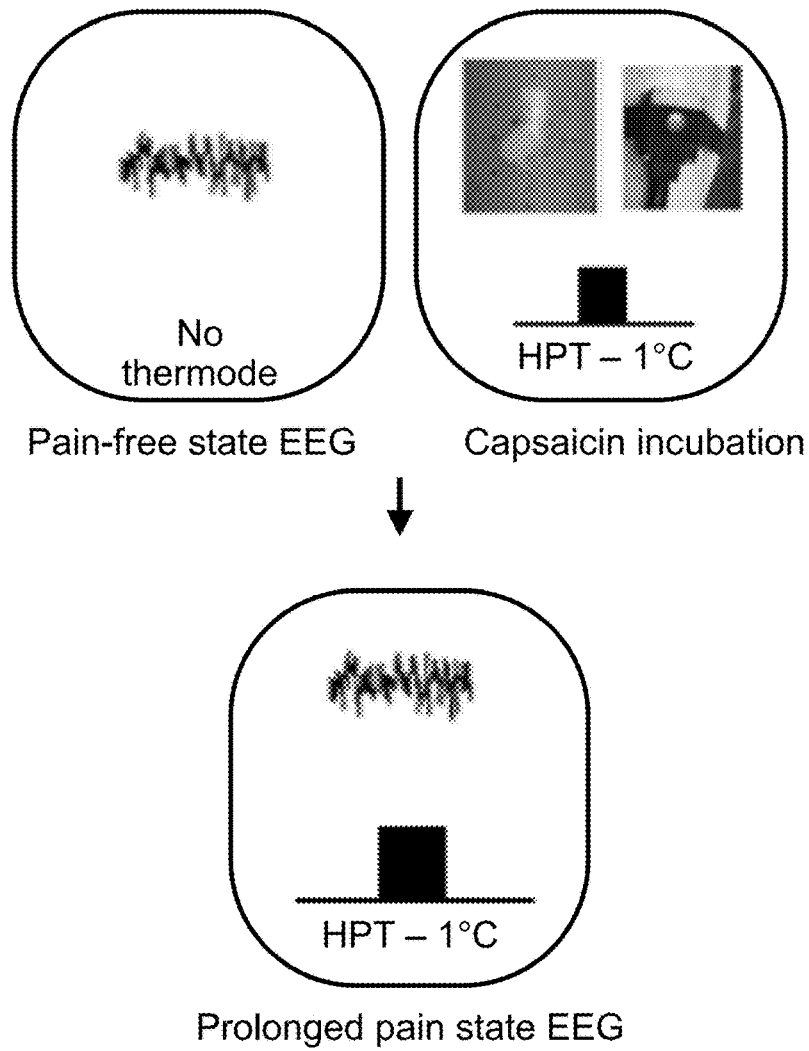 No
thermode
HPT – 1°C
Pain-free state EEG
Capsaicin incubation
HPT – 1°C
Prolonged pain state EEG